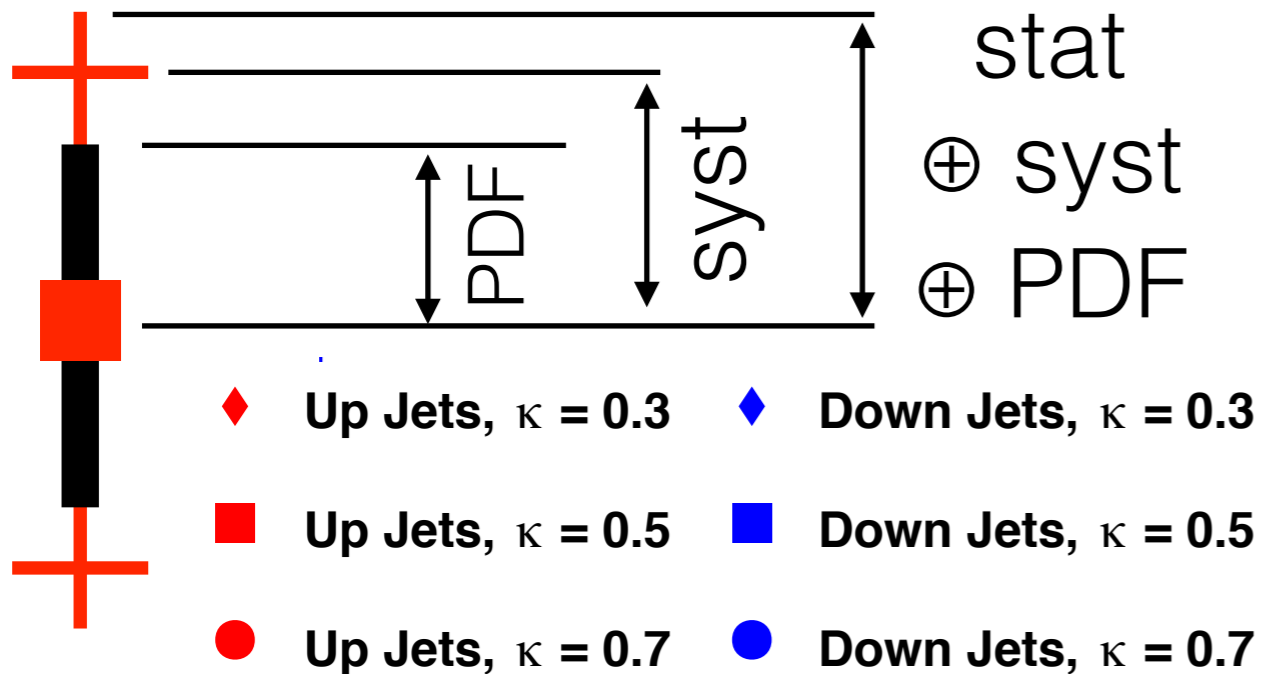 stat
⊕ syst
⊕ PDF
syst
PDF
Up Jets, κ = 0.3
Down Jets, κ = 0.3
Up Jets, κ = 0.5
Down Jets, κ = 0.5
Up Jets, κ = 0.7
Down Jets, κ = 0.7